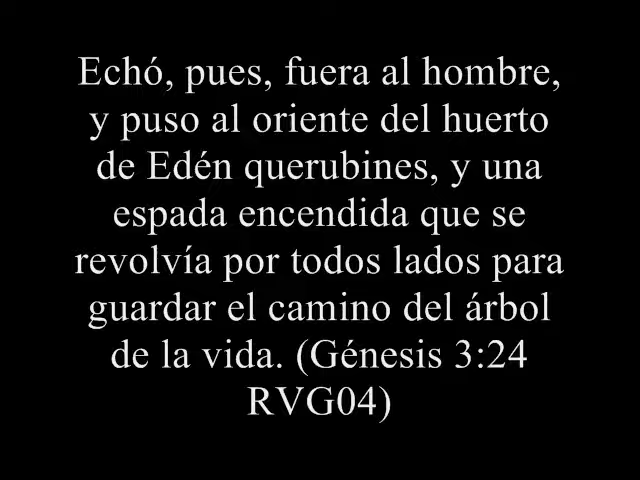 Echó, pues, fuera al hombre,
y puso al oriente del huerto
de Edén querubines, y una
espada encendida que se
revolvía por todos lados para
guardar el camino del árbol
de la vida. (Génesis 3:24
RVG04)